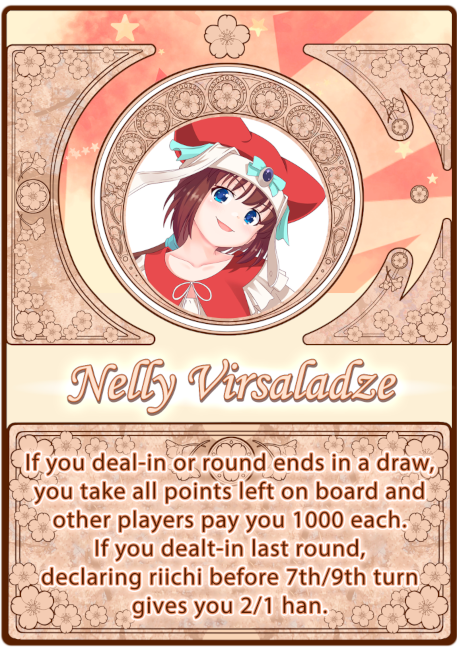 Nelly Virsaladze
If you deal-in or round ends in a draw,
you take all points left on board and
other players pay you 1000 each.
If you dealt-in last round,
declaring riichi before 7th/9th turn
gives you 2/1 han.